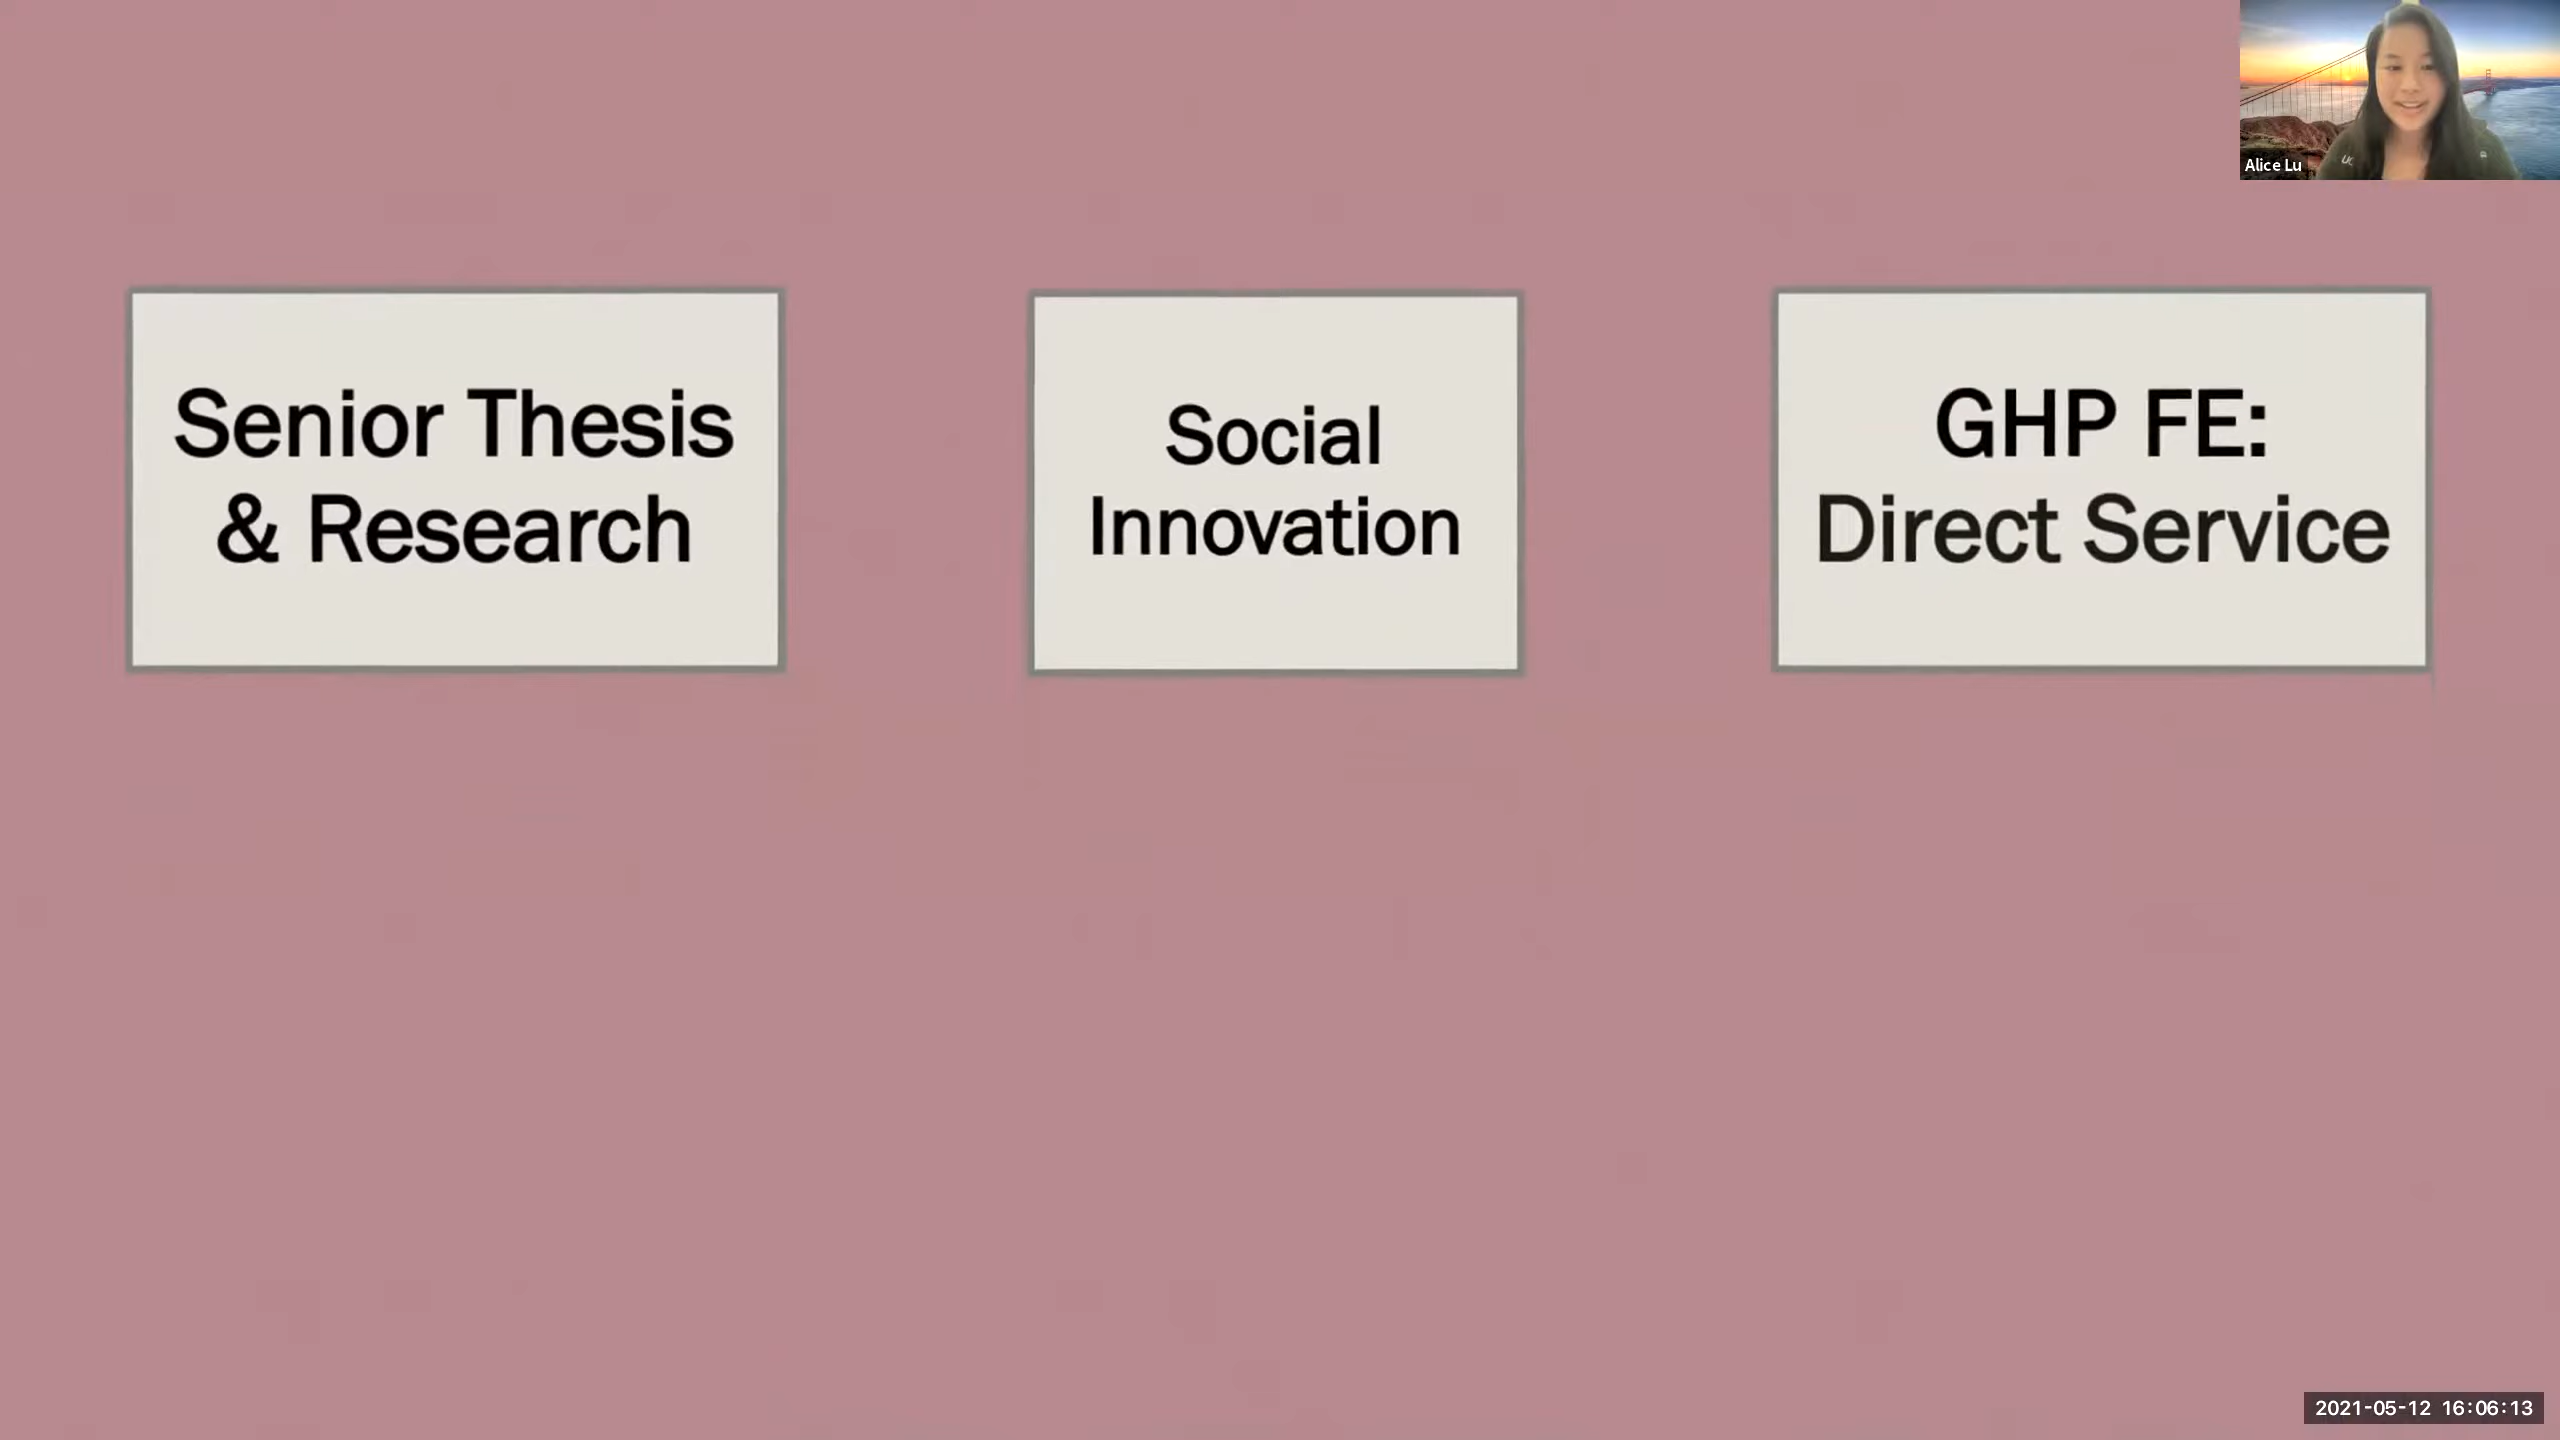 Alice Lu
Senior Thesis
& Research
Social
Innovation
GHP FE:
Direct Service
2021-05-12 16:06:13